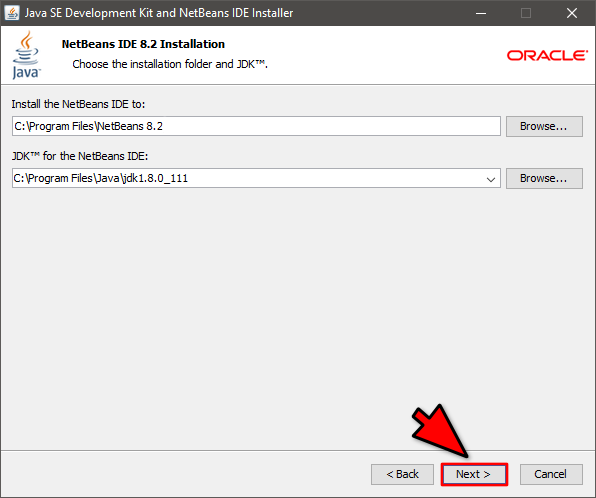 Java SE Development Kit and NetBeans IDE Installer
Java
NetBeans IDE 8.2 Installation
Choose the installation folder and JDK™.
ORACLE
Install the NetBeans IDE to:
C:\Program Files\NetBeans 8.2
Browse...
JDK™ for the NetBeans IDE:
C:\Program Files\Java\jdk1.8.0_111
Browse...
< Back
Next >
Cancel